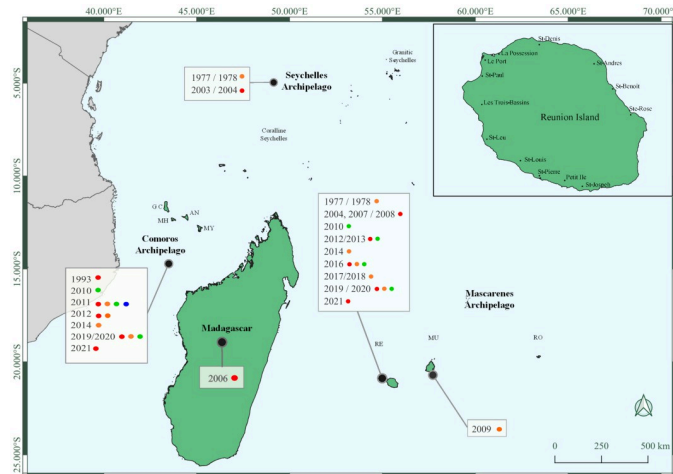 40.000°E 45.000°E 50.000°E 55.000°E 60.000°E 65.000°E 70.000°E
5.000°S
10.000°S
15.000°S
20.000°S
25.000°S
1977 / 1978
2003 / 2004
Seychelles
Archipelago
Granitic
Seychelles
Coralline
Seychelles
St-Denis
La Possession
Le Port
St-Paul
St-Andres
St-Benoit
Ste-Rose
Les Trois-Bassins
Reunion Island
St-Leu
St-Louis
St-Pierre
Petit Ile
St-Joseph
GC
AN
MH
MY
Comoros
Archipelago
1993
2010
2011
2012
2014
2019/2020
2021
Madagascar
2006
1977 / 1978
2004, 2007 / 2008
2010
2012/2013
2014
2016
2017/2018
2019 / 2020
2021
Mascarenes
Archipelago
RE
MU
RO
2009
0 250 500 km